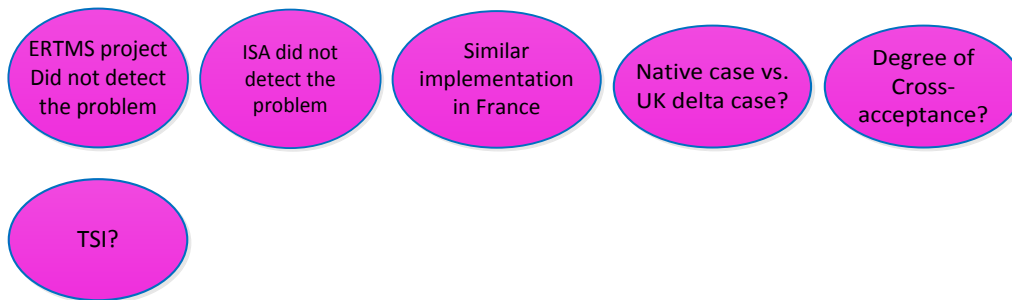 ERTMS project
Did not detect
the problem
ISA did not
detect the
problem
Similar
implementation
in France
Native case vs.
UK delta case?
Degree of
Cross-
acceptance?
TSI?